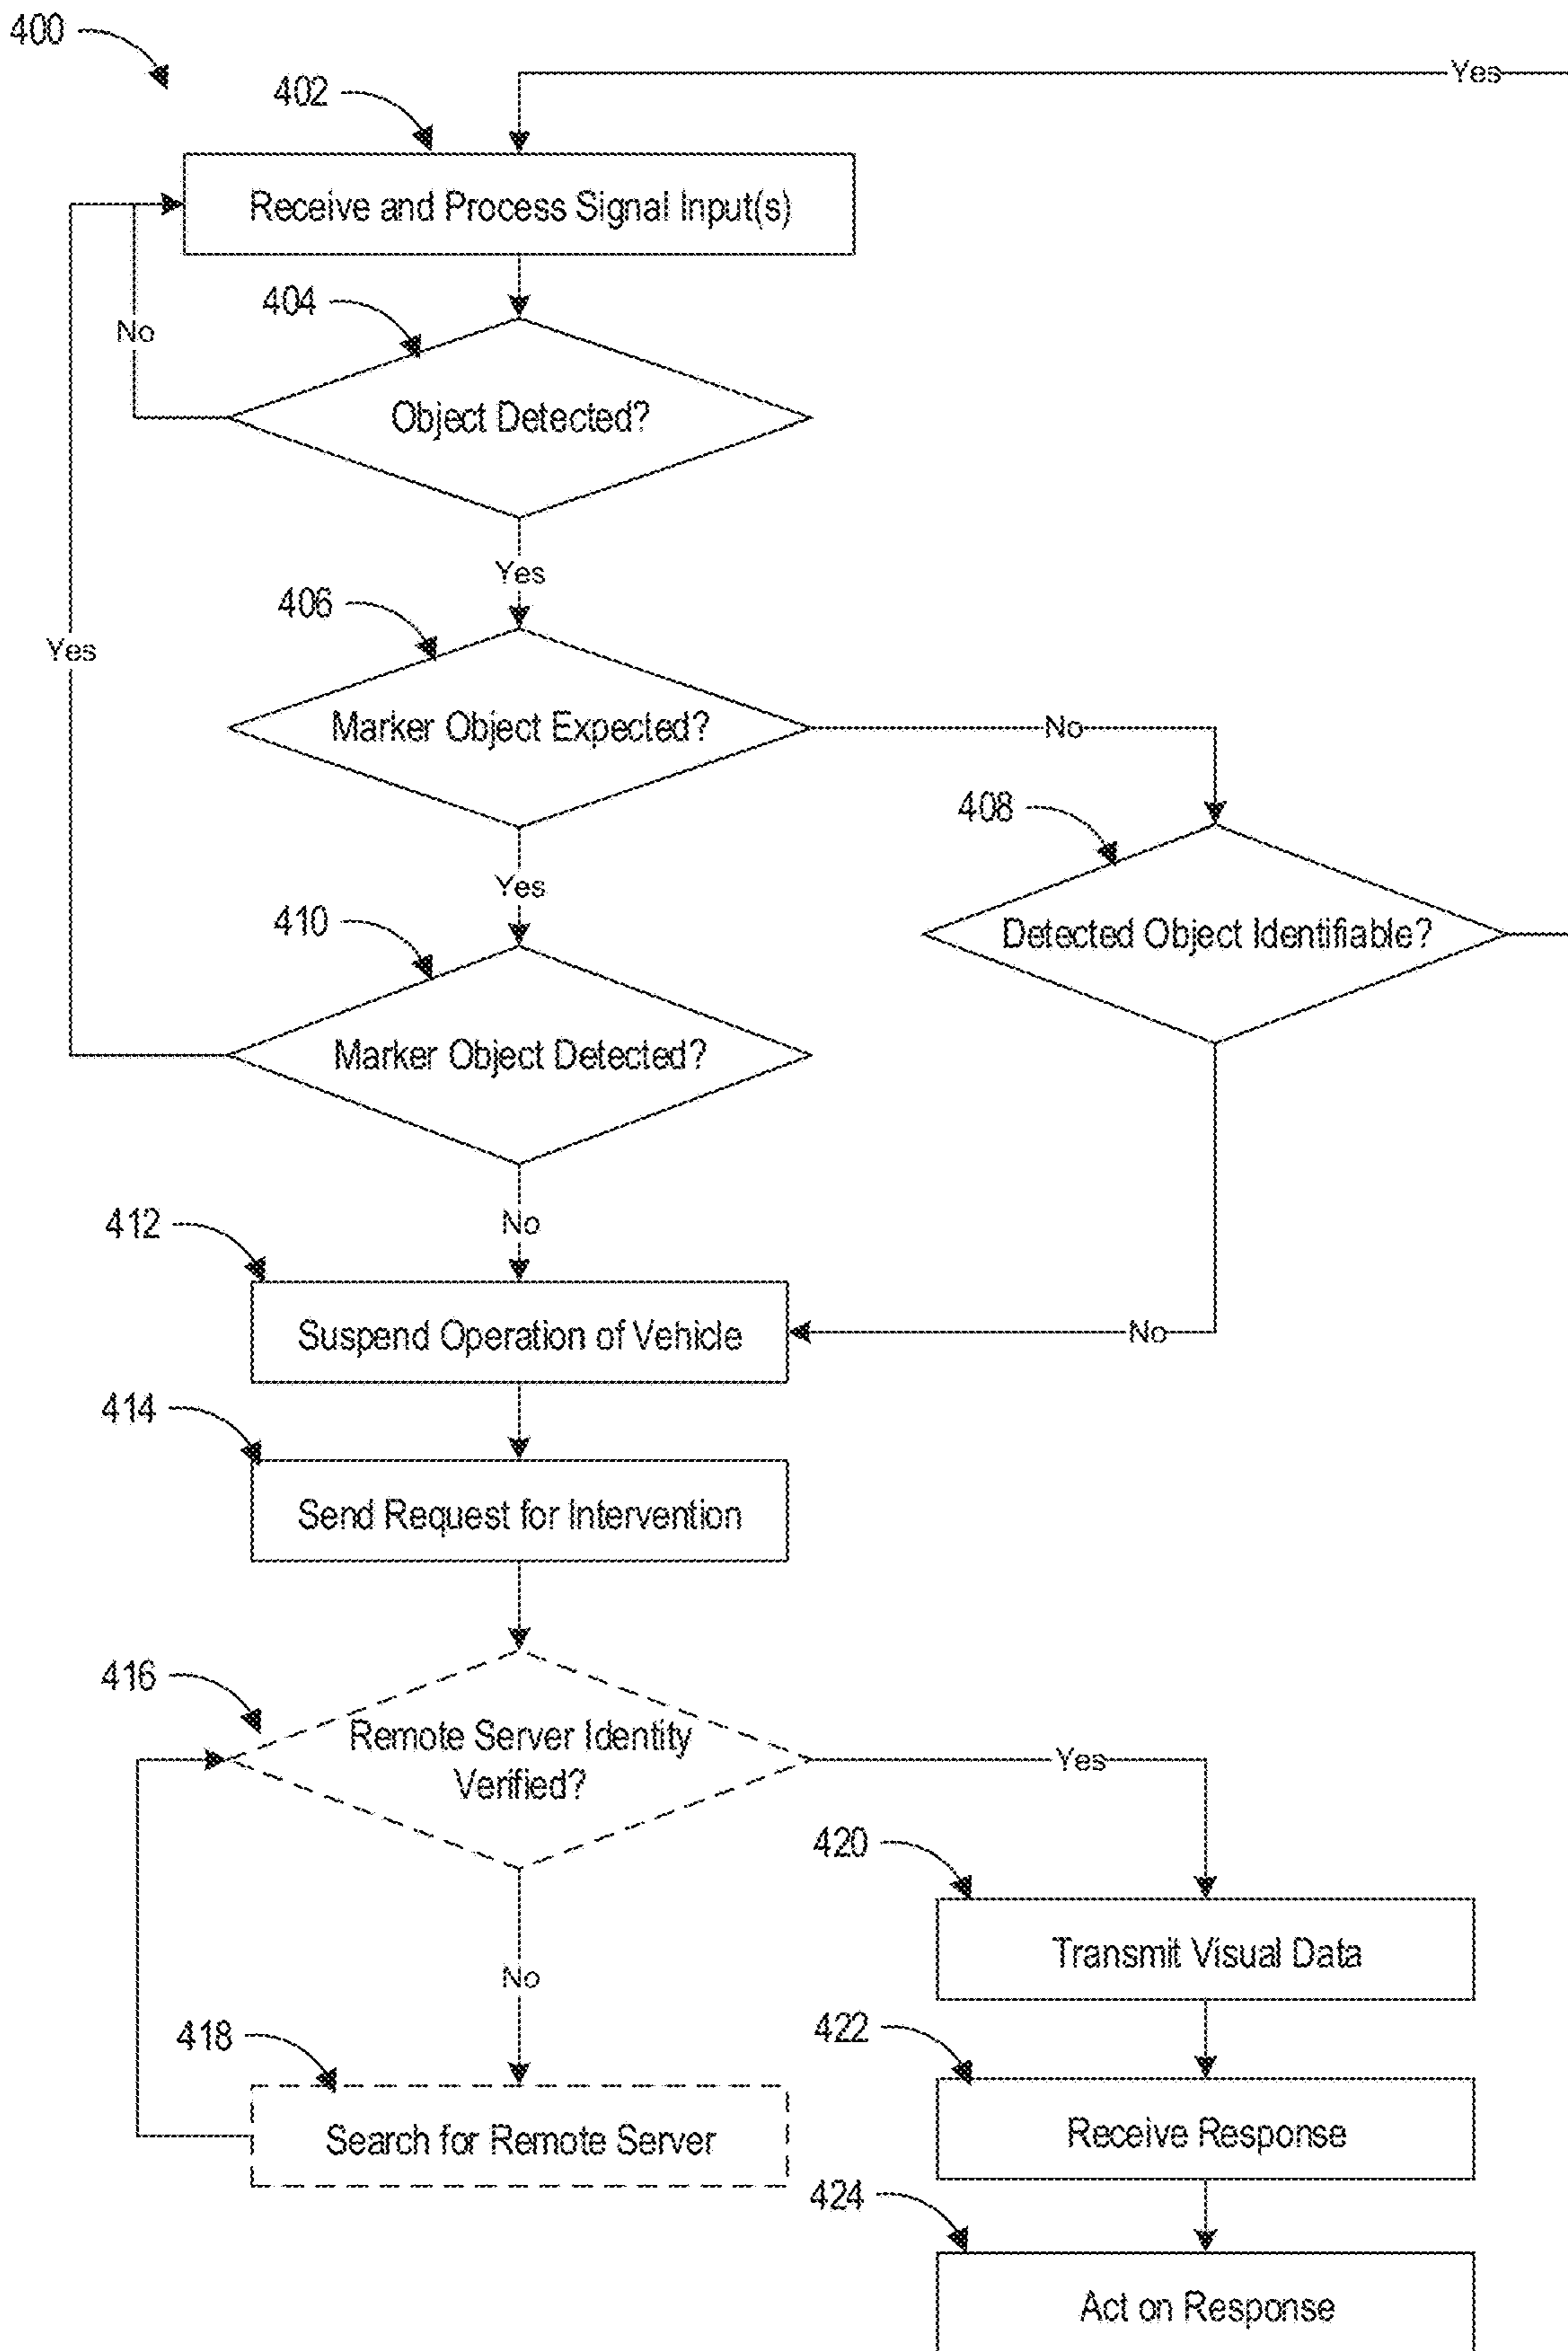 400
Yes
402
Receive and Process Signal Input(s)
404
No
Object Detected?
Yes
406
Yes
Marker Object Expected?
No
408
Yes
410
Detected Object Identifiable?
Marker Object Detected?
412
No
Suspend Operation of Vehicle
No
414
Send Request for Intervention
416
Remote Server Identity
Verified?
Yes
420
Transmit Visual Data
No
418
422
Search for Remote Server
Receive Response
424
Act on Response